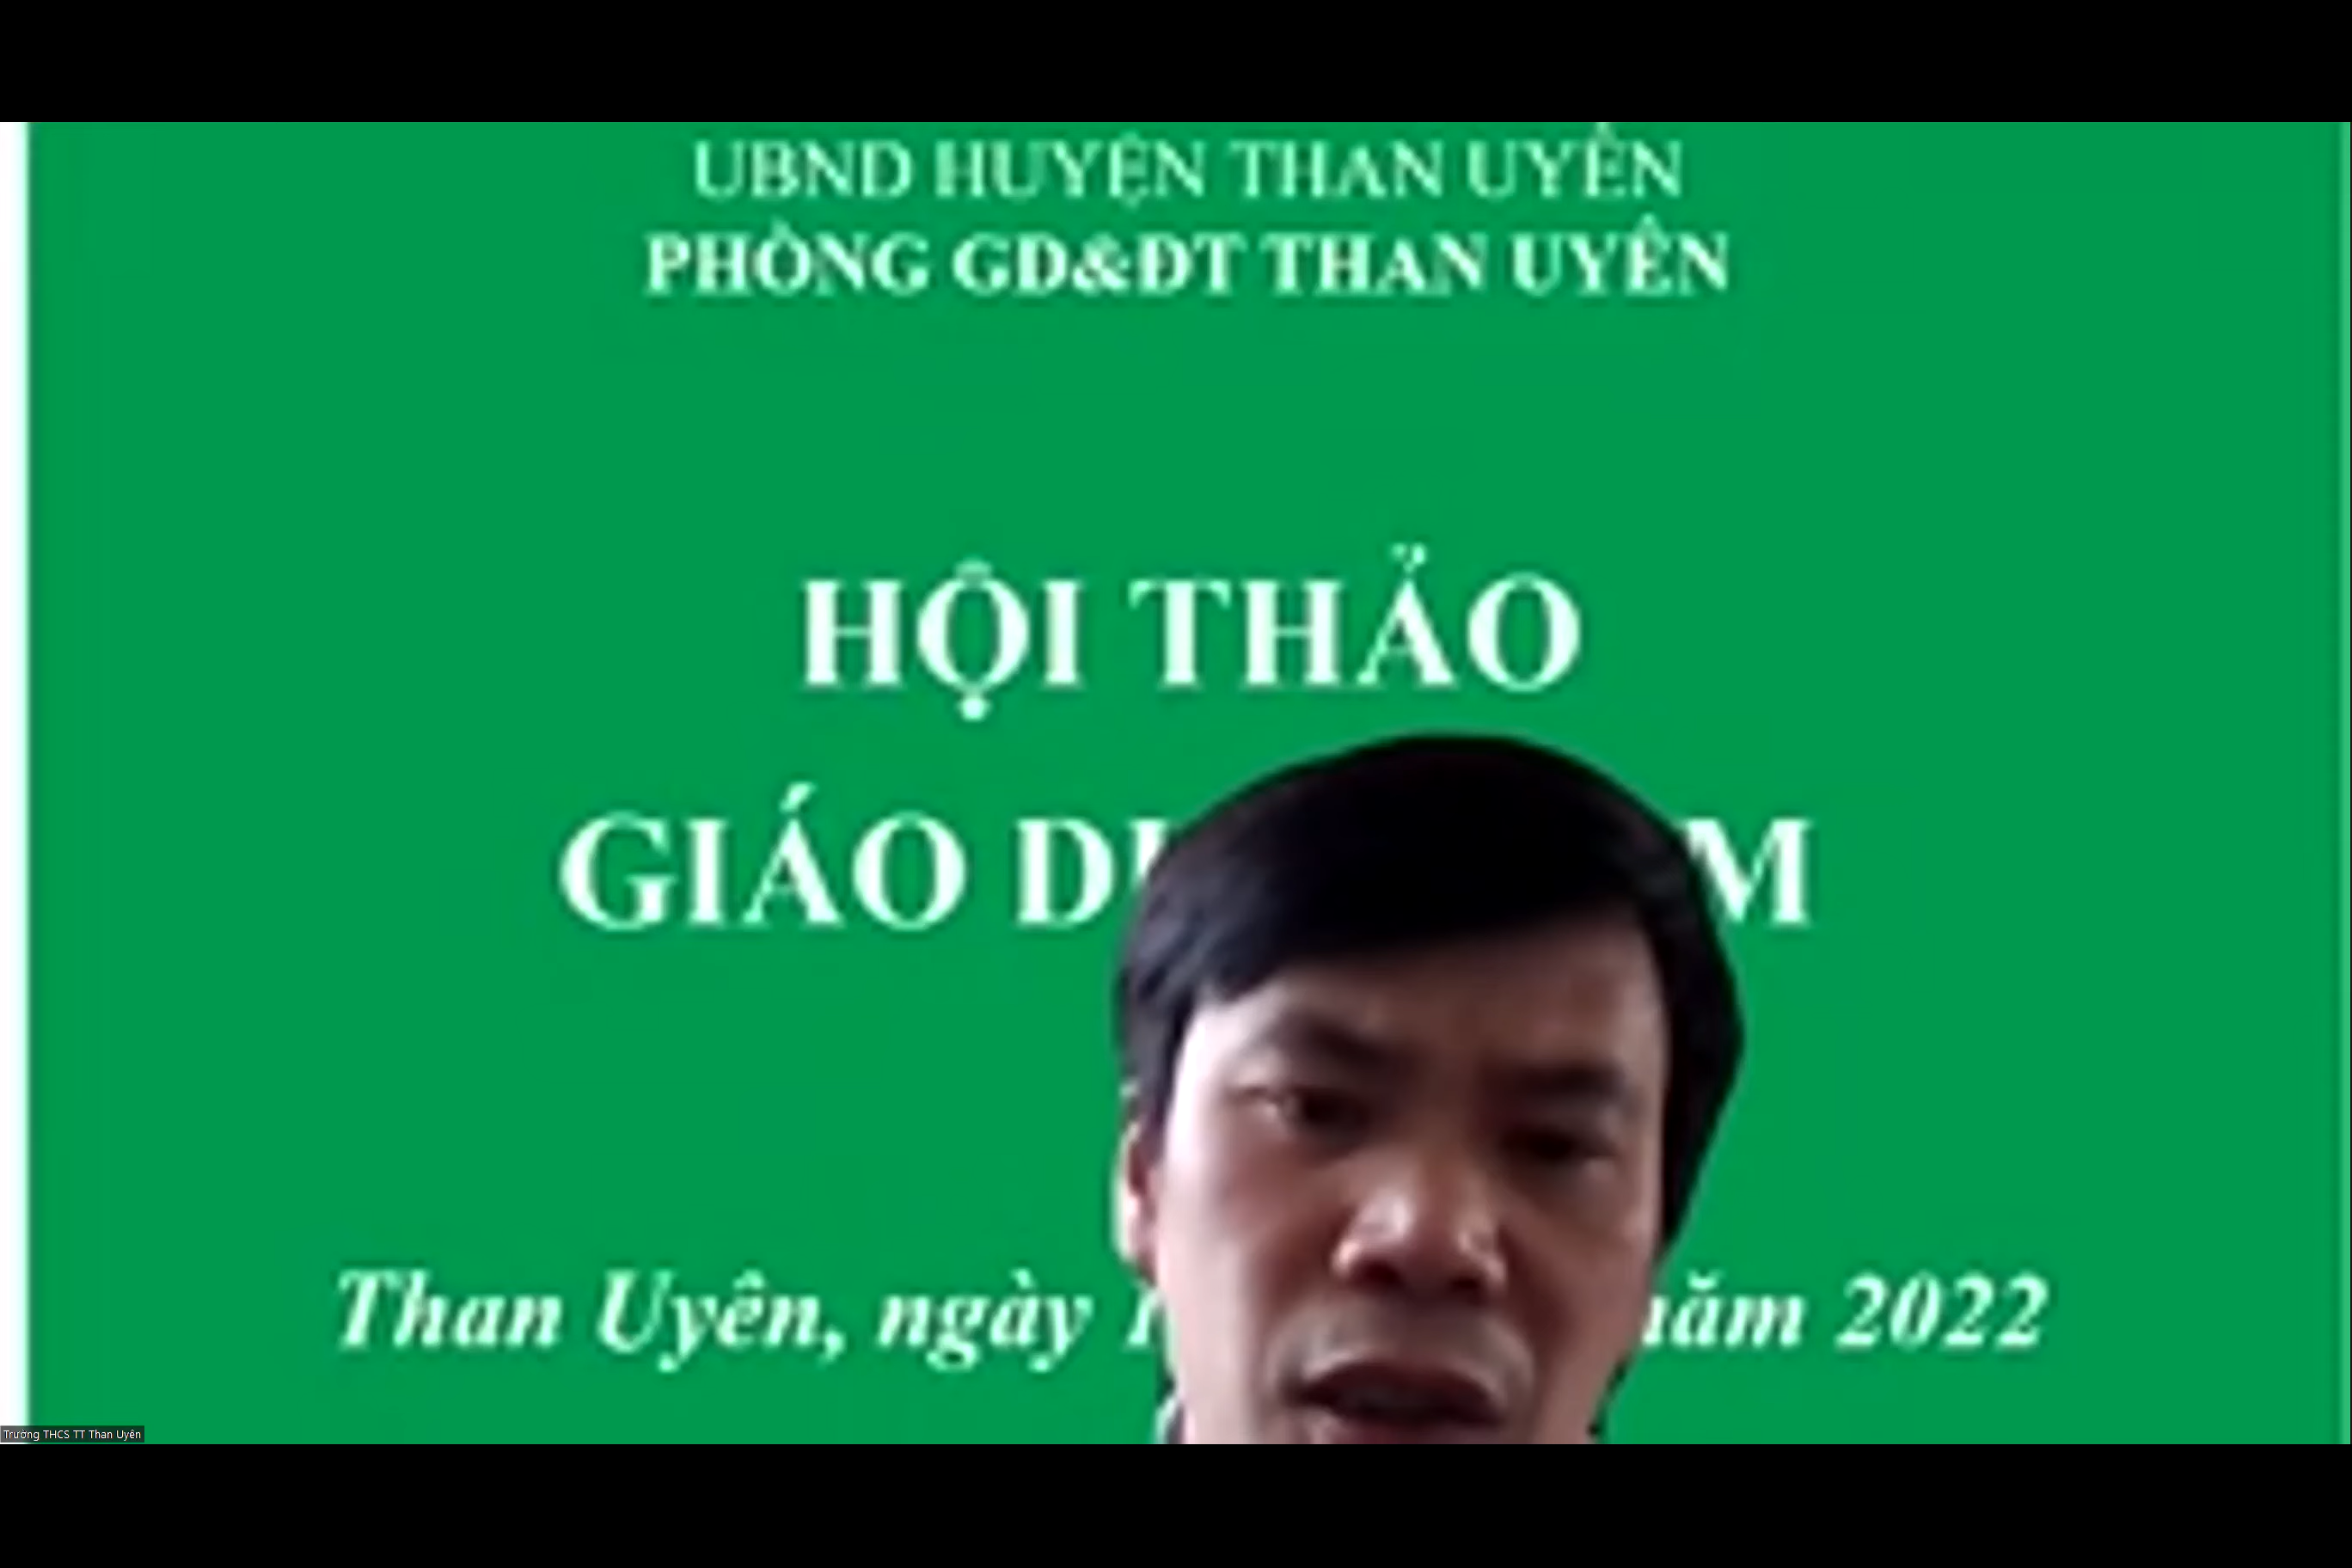 UBND HUYỆN THAN UYÊN
PHÒNG GD&ĐT THAN UYÊN
HỘI THẢO
GIÁO
Than Uyên, ngày năm 2022
Trường THCS TT Than Uyên